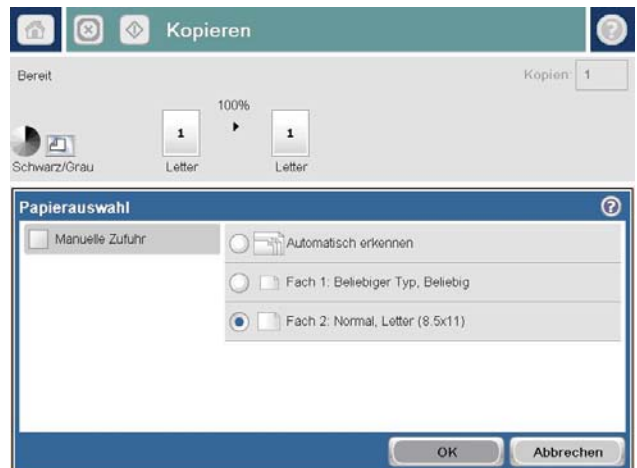 Kopieren
Bereit
Kopien: 1
100%
1
1
Schwarz/Grau
Letter
Letter
Papierauswahl
Manuelle Zufuhr
Automatisch erkennen
Fach 1: Beliebiger Typ, Beliebig
Fach 2: Normal, Letter (8.5x11)
OK
Abbrechen